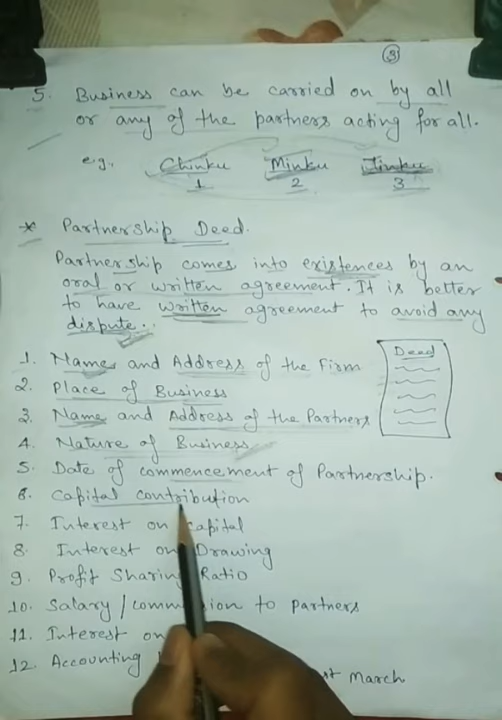 3
5. Business can be carried on by all
or any of the partners acting for all.
e.g., Chinku Minku Jinku
1 2 3
* Partnership Deed.
Partnership comes into existences by an
oral or written agreement. It is better
to have written agreement to avoid any
dispute..
1. Name and Address of the Firm
Deed
2. Place of Business
3. Name and Address of the Partners
4. Nature of Business
5. Date of commencement of Partnership.
6. Capital contribution
7. Interest on capital
8. Interest on Drawing
9. Profit Sharing Ratio
10. Salary/commission to partners
11. Interest on
12. Accounting March